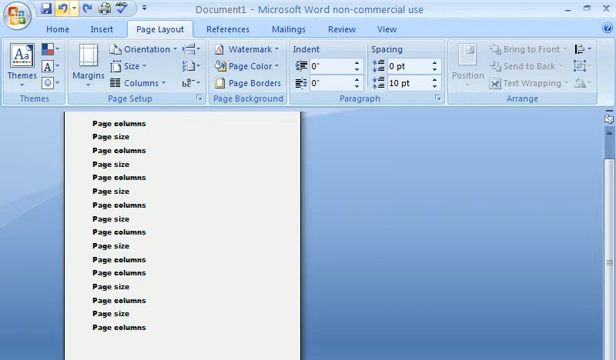 Document1 - Microsoft Word non-commercial use
Home Insert Page Layout References Mailings Review View
Orientation Watermark Indent Spacing Bring to Front
Themes Margins Size Page Color 0" 0 pt Position Send to Back
Columns Page Borders 0" 10 pt Text Wrapping
Themes Page Setup Page Background Paragraph Arrange
Page columns
Page size
Page columns
Page size
Page columns
Page size
Page columns
Page size
Page columns
Page size
Page columns
Page columns
Page size
Page columns
Page size
Page columns